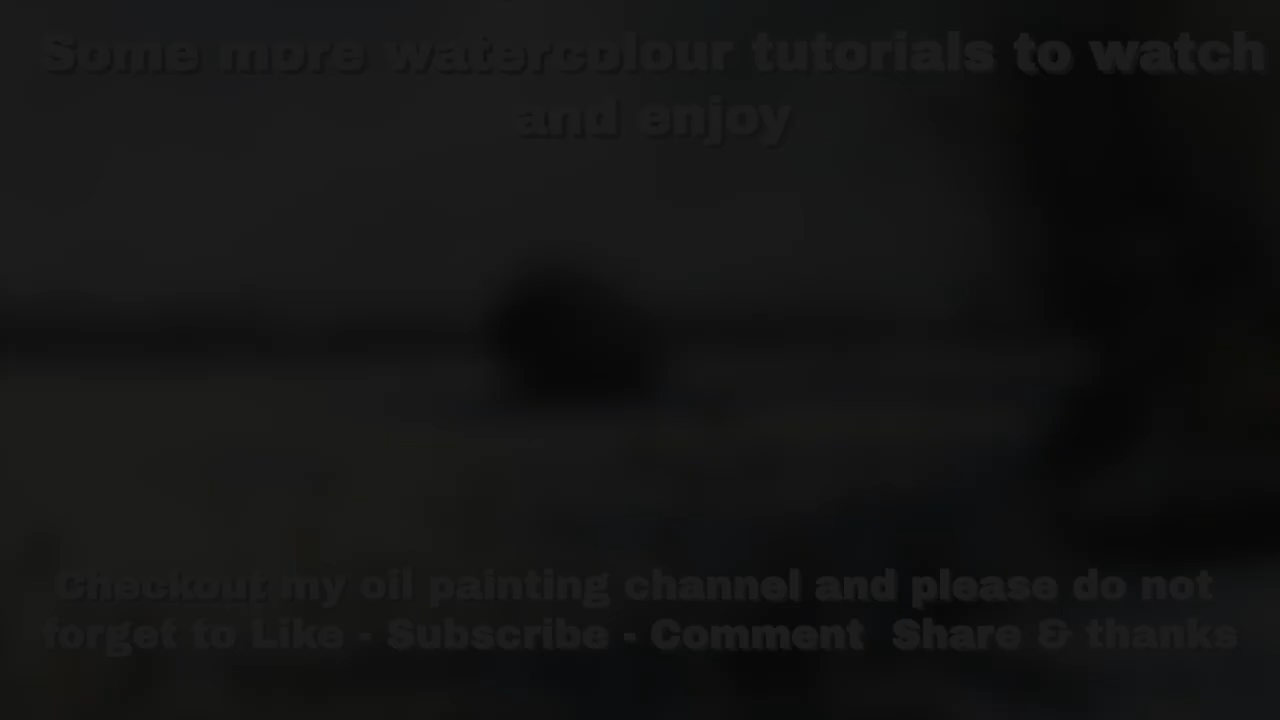 Some more watercolour tutorials to watch
and enjoy
Checkout my oil painting channel and please do not
forget to Like - Subscribe - Comment  Share & thanks